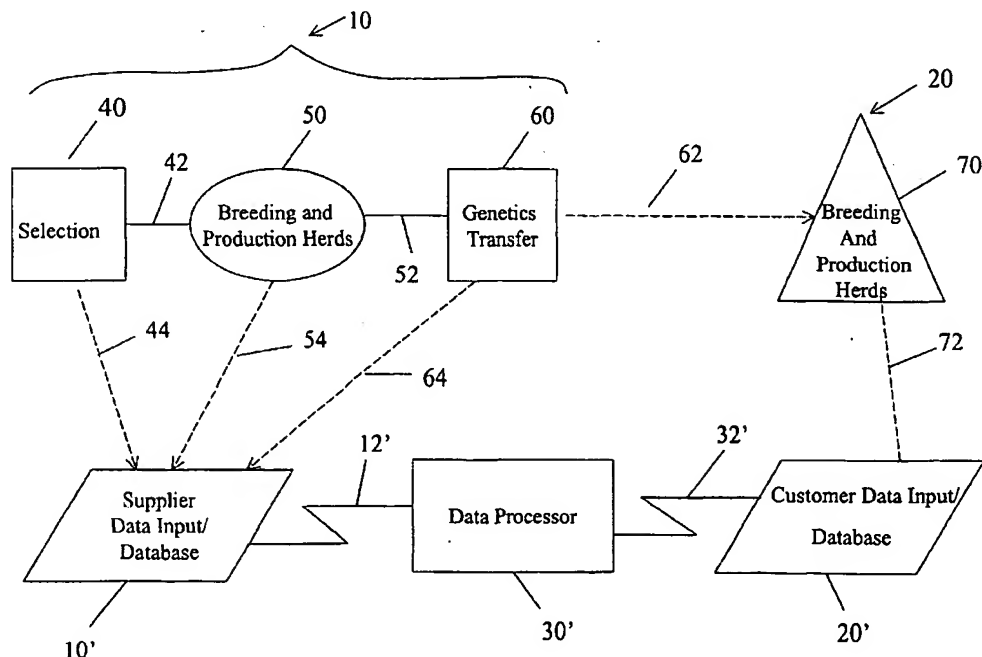 10
40
50
60
20
42
62
70
Selection
Breeding and
Production Herds
Genetics
Transfer
Breeding
And
Production
Herds
52
44
54
64
72
12'
32'
Supplier
Data Input/
Database
Data Processor
Customer Data Input/
Database
10'
30'
20'